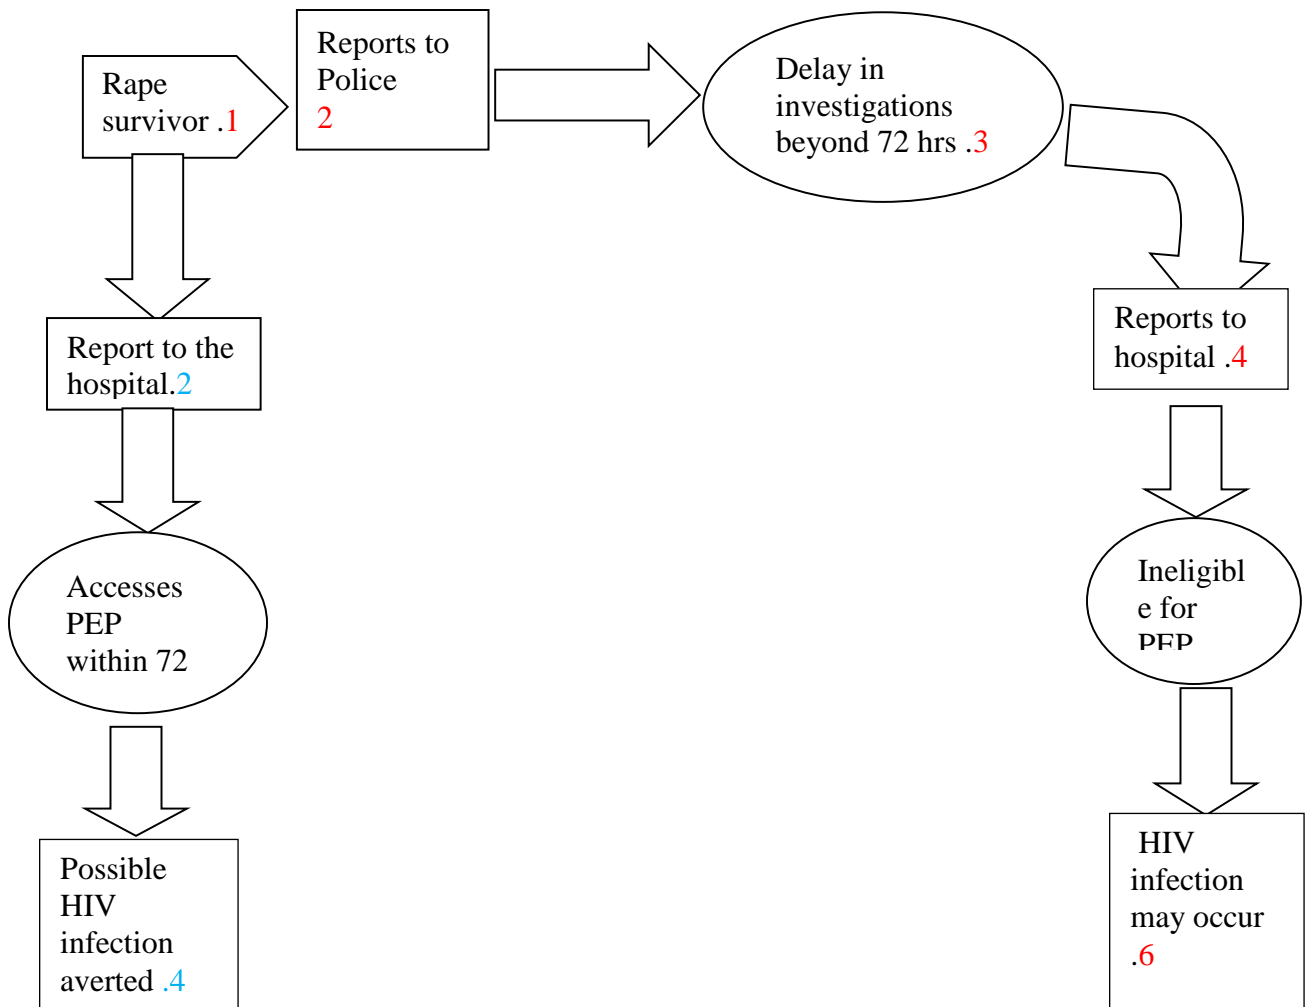 Rape
survivor .1
Reports to
Police
2
Delay in
investigations
beyond 72 hrs .3
Reports to
hospital .4
Ineligibl
e for
PEP
HIV
infection
may occur
.6
Report to the
hospital.2
Accesses
PEP
within 72
Possible
HIV
infection
averted .4